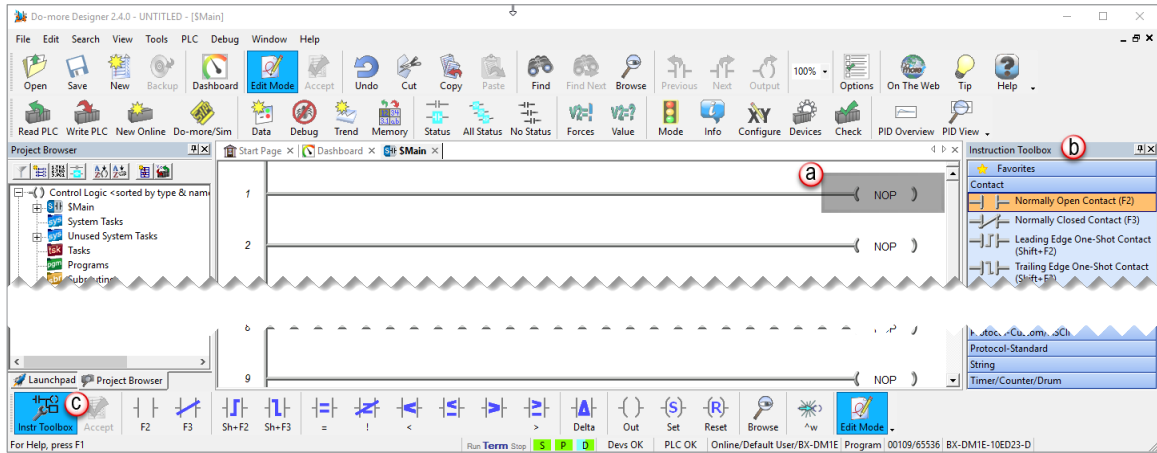 Do-more Designer 2.4.0 - UNTITLED - [$Main]
File Edit Search View Tools PLC Debug Window Help
Open Save New Backup Dashboard Edit Mode Accept Undo Cut Copy Paste Find Find Next Browse Previous Next Output 100% Options On The Web Tip Help
Read PLC Write PLC New Online Do-more/Sim Data Debug Trend Memory Status All Status No Status Forces Value Mode Info Configure Devices Check PID Overview PID View
Project Browser
Start Page Dashboard $Main
Instruction Toolbox
b
Control Logic <sorted by type & name
$Main
System Tasks
Unused System Tasks
Tasks
Programs
Subroutines
a
1 NOP
2 NOP
Favorites
Contact
Normally Open Contact (F2)
Normally Closed Contact (F3)
Leading Edge One-Shot Contact
(Shift+F2)
Trailing Edge One-Shot Contact
(Shift+F3)
8 NOP
9 NOP
Protocol-Custom/ASCII
Protocol-Standard
String
Timer/Counter/Drum
Launchpad Project Browser
c
Instr Toolbox Accept F2 F3 Sh+F2 Sh+F3 = ! < > Delta Out Set Reset Browse ^w Edit Mode
For Help, press F1
Run Term Stop S P D Devs OK PLC OK Online/Default User/BX-DM1E Program 00109/65536 BX-DM1E-10ED23-D